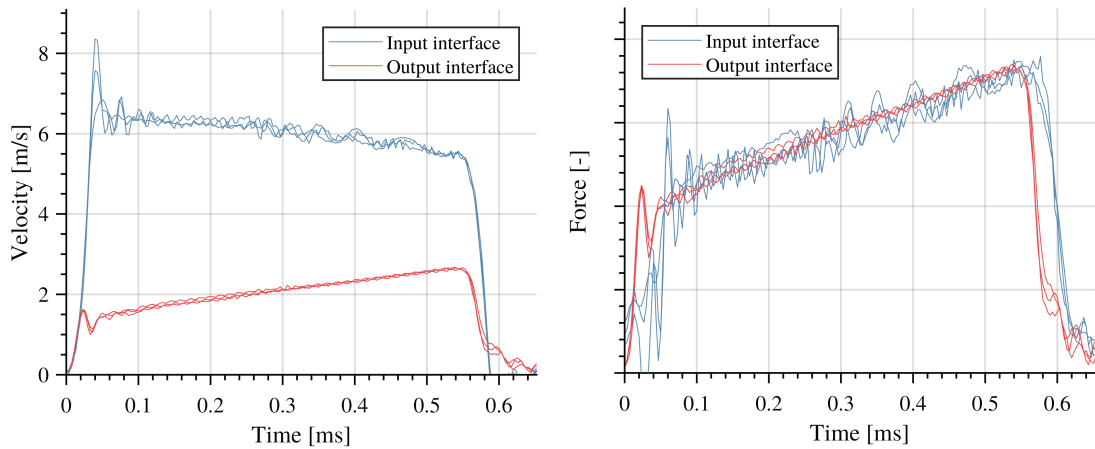 Velocity [m/s]
8
6
4
2
0
Input interface
Output interface
0 0.1 0.2 0.3 0.4 0.5 0.6
Time [ms]
Force [-]
Input interface
Output interface
0 0.1 0.2 0.3 0.4 0.5 0.6
Time [ms]